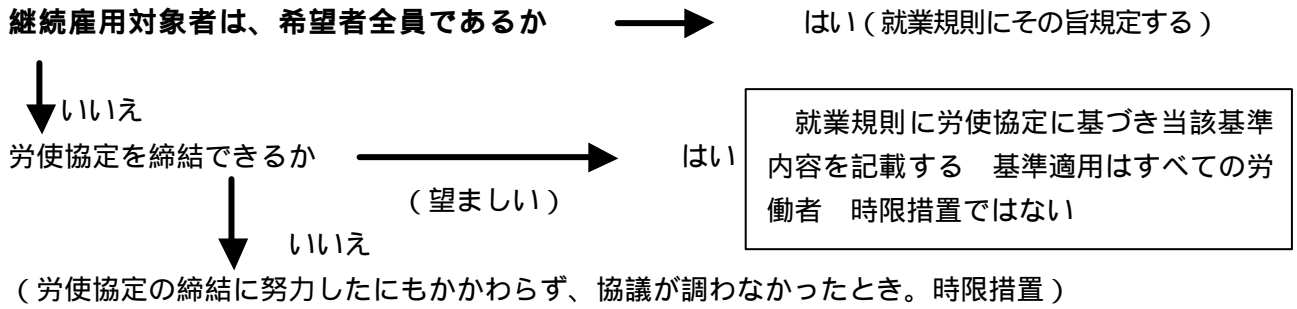 継続雇用対象者は、希望者全員であるか　はい（就業規則にその旨規定する）
いいえ
労使協定を締結できるか　はい
（望ましい）
就業規則に労使協定に基づき当該基準
内容を記載する　基準適用はすべての労
働者　時限措置ではない
いいえ
（労使協定の締結に努力したにもかかわらず、協議が調わなかったとき。時限措置）